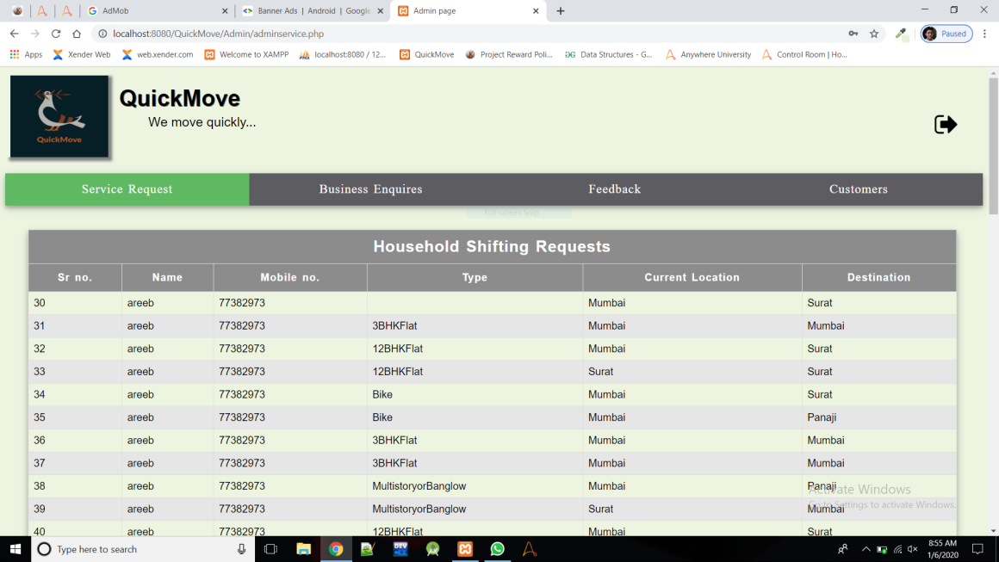 AdMob
Banner Ads | Android | Google
Admin page
localhost:8080/QuickMove/Admin/adminservice.php
Paused
Apps
Xender Web
web.xender.com
Welcome to XAMPP
localhost:8080 / 12...
QuickMove
Project Reward Poli...
Data Structures - G...
Anywhere University
Control Room | Ho...
QuickMove
QuickMove
We move quickly...
Service Request Business Enquires Feedback Customers
Full-screen Snip
Household Shifting Requests
Sr no. Name Mobile no. Type Current Location Destination
30 areeb 77382973 Mumbai Surat
31 areeb 77382973 3BHKFlat Mumbai Mumbai
32 areeb 77382973 12BHKFlat Mumbai Surat
33 areeb 77382973 12BHKFlat Surat Surat
34 areeb 77382973 Bike Mumbai Surat
35 areeb 77382973 Bike Mumbai Panaji
36 areeb 77382973 3BHKFlat Mumbai Mumbai
37 areeb 77382973 3BHKFlat Mumbai Mumbai
38 areeb 77382973 MultistoryorBanglow Mumbai Panaji
Activate Windows
39 areeb 77382973 MultistoryorBanglow Surat Mumbai
Go to Settings to activate Windows.
40 areeb 77382973 12BHKFlat Mumbai Surat
Type here to search
DEV
8:55 AM
1/6/2020